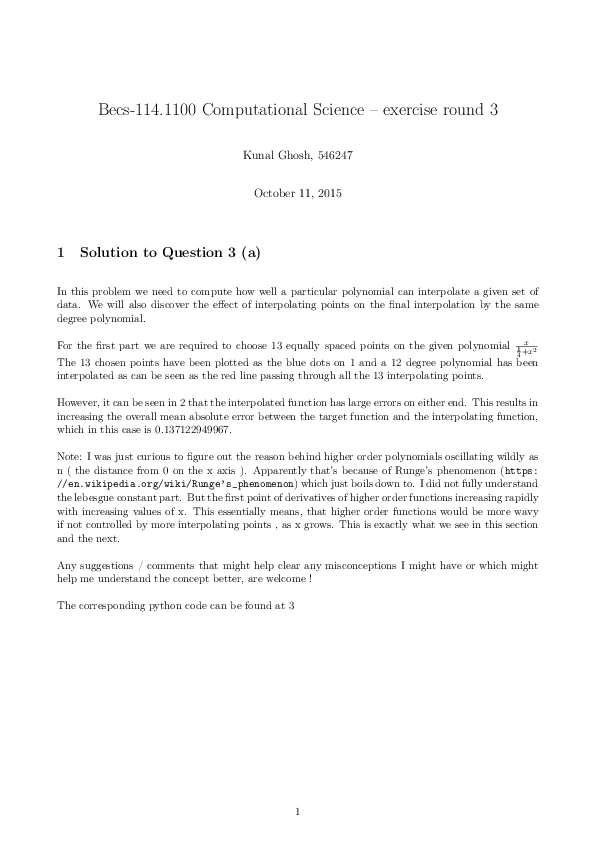 Becs-114.1100 Computational Science – exercise round 3
Kunal Ghosh, 546247
October 11, 2015
1 Solution to Question 3 (a)
In this problem we need to compute how well a particular polynomial can interpolate a given set of
data. We will also discover the effect of interpolating points on the final interpolation by the same
degree polynomial.
For the first part we are required to choose 13 equally spaced points on the given polynomial x/(1/4+x²)
The 13 chosen points have been plotted as the blue dots on 1 and a 12 degree polynomial has been
interpolated as can be seen as the red line passing through all the 13 interpolating points.
However, it can be seen in 2 that the interpolated function has large errors on either end. This results in
increasing the overall mean absolute error between the target function and the interpolating function,
which in this case is 0.137122949967.
Note: I was just curious to figure out the reason behind higher order polynomials oscillating wildly as
n ( the distance from 0 on the x axis ). Apparently that's because of Runge's phenomenon (https:
//en.wikipedia.org/wiki/Runge's_phenomenon) which just boils down to. I did not fully understand
the lebesgue constant part. But the first point of derivatives of higher order functions increasing rapidly
with increasing values of x. This essentially means, that higher order functions would be more wavy
if not controlled by more interpolating points , as x grows. This is exactly what we see in this section
and the next.
Any suggestions / comments that might help clear any misconceptions I might have or which might
help me understand the concept better, are welcome !
The corresponding python code can be found at 3
1